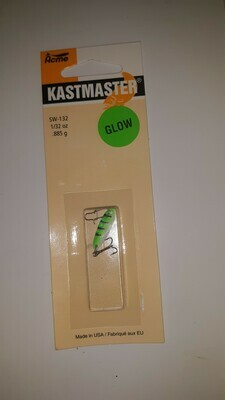 Acme
KASTMASTER
SW-132
1/32 oz
.885 g
GLOW
Made in USA / Fabriqué aux EU